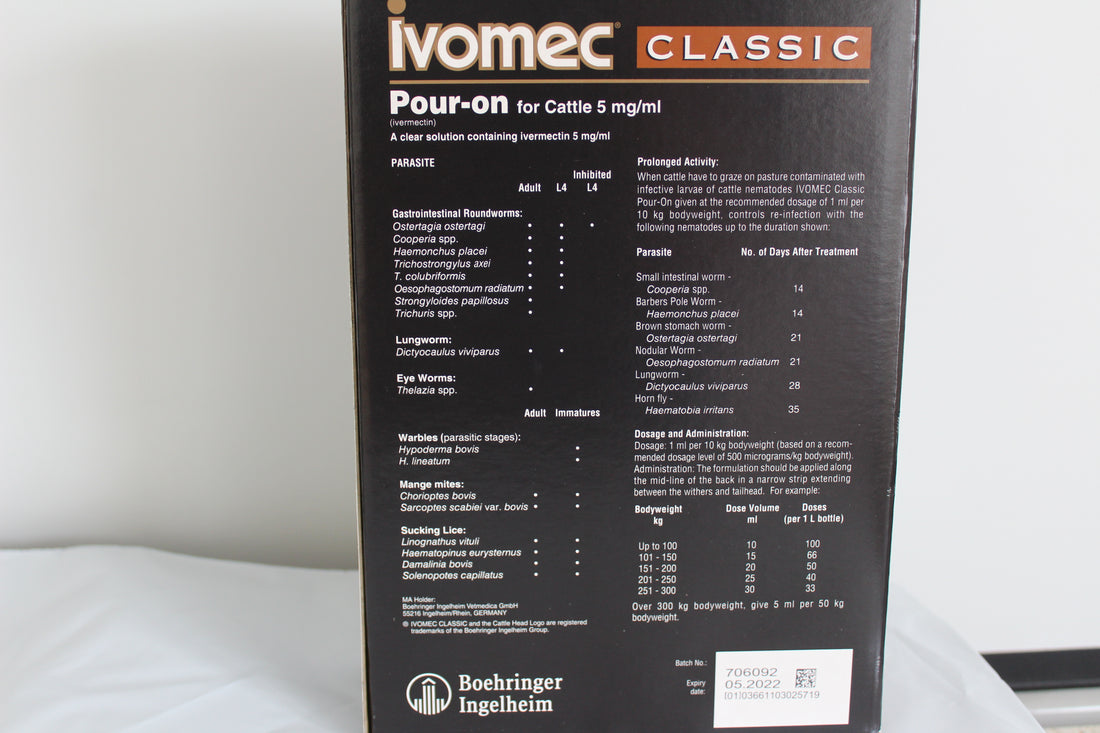 ivomec® CLASSIC
Pour-on for Cattle 5 mg/ml
(ivermectin)
A clear solution containing ivermectin 5 mg/ml
PARASITE
Inhibited
Adult L4 L4
Gastrointestinal Roundworms:
Ostertagia ostertagi • • •
Cooperia spp. • •
Haemonchus placei • •
Trichostrongylus axei • •
T. colubriformis • •
Oesophagostomum radiatum • •
Strongyloides papillosus •
Trichuris spp. •
Lungworm:
Dictyocaulus viviparus • •
Eye Worms:
Thelazia spp. •
Adult Immatures
Warbles (parasitic stages):
Hypoderma bovis •
H. lineatum •
Mange mites:
Chorioptes bovis • •
Sarcoptes scabiei var. bovis • •
Sucking Lice:
Linognathus vituli • •
Haematopinus eurysternus • •
Damalinia bovis • •
Solenopotes capillatus • •
MA Holder:
Boehringer Ingelheim Vetmedica GmbH
55216 Ingelheim/Rhein, GERMANY
® IVOMEC CLASSIC and the Cattle Head Logo are registered
trademarks of the Boehringer Ingelheim Group.
Boehringer
Ingelheim
Prolonged Activity:
When cattle have to graze on pasture contaminated with
infective larvae of cattle nematodes IVOMEC Classic
Pour-On given at the recommended dosage of 1 ml per
10 kg bodyweight, controls re-infection with the
following nematodes up to the duration shown:
Parasite No. of Days After Treatment
Small intestinal worm -
Cooperia spp. 14
Barbers Pole Worm -
Haemonchus placei 14
Brown stomach worm -
Ostertagia ostertagi 21
Nodular Worm -
Oesophagostomum radiatum 21
Lungworm -
Dictyocaulus viviparus 28
Horn fly -
Haematobia irritans 35
Dosage and Administration:
Dosage: 1 ml per 10 kg bodyweight (based on a recom-
mended dosage level of 500 micrograms/kg bodyweight).
Administration: The formulation should be applied along
the mid-line of the back in a narrow strip extending
between the withers and tailhead. For example:
Bodyweight Dose Volume Doses
kg ml (per 1 L bottle)
Up to 100 10 100
101 - 150 15 66
151 - 200 20 50
201 - 250 25 40
251 - 300 30 33
Over 300 kg bodyweight, give 5 ml per 50 kg
bodyweight.
Batch No.: 706092
Expiry date: 05.2022
(01)03661103025719